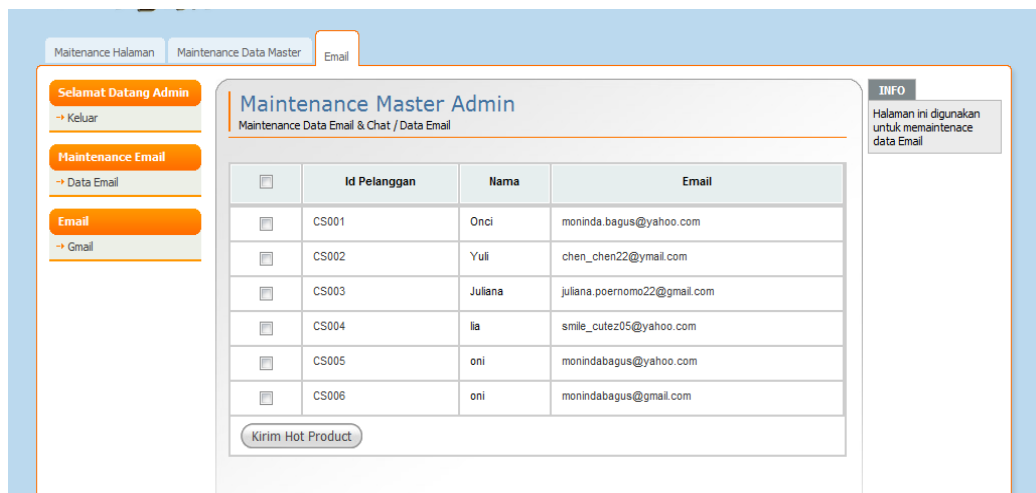 Maitenance Halaman Maintenance Data Master Email
Selamat Datang Admin
Keluar
Maintenance Email
Data Email
Email
Gmail
Maintenance Master Admin
Maintenance Data Email & Chat / Data Email
Id Pelanggan Nama Email
CS001 Onci moninda.bagus@yahoo.com
CS002 Yuli chen_chen22@ymail.com
CS003 Juliana juliana.poernomo22@gmail.com
CS004 lia smile_cutez05@yahoo.com
CS005 oni monindabagus@yahoo.com
CS006 oni monindabagus@gmail.com
Kirim Hot Product
INFO
Halaman ini digunakan
untuk memaintenace
data Email